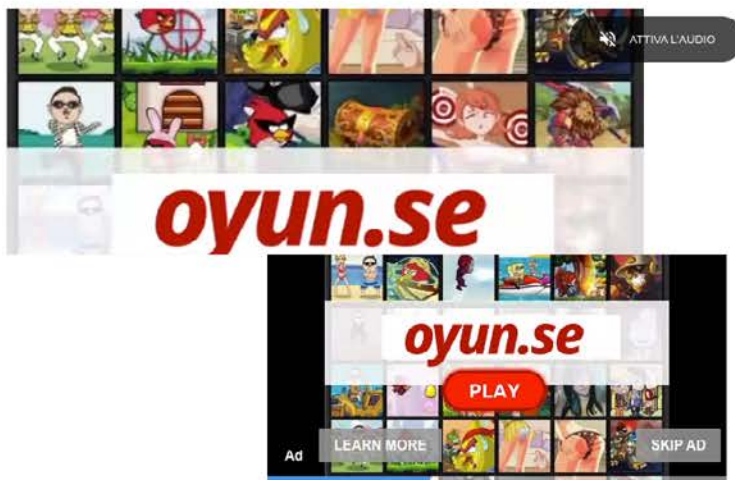 ATTIVA L'AUDIO
oyun.se
oyun.se
PLAY
Ad
LEARN MORE
SKIP AD